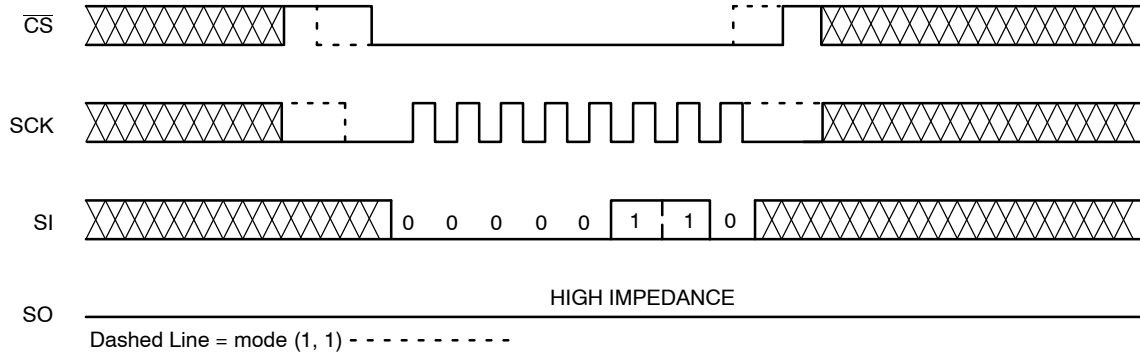 CS
SCK
SI 0 0 0 0 0 1 1 0
SO HIGH IMPEDANCE
Dashed Line = mode (1, 1)